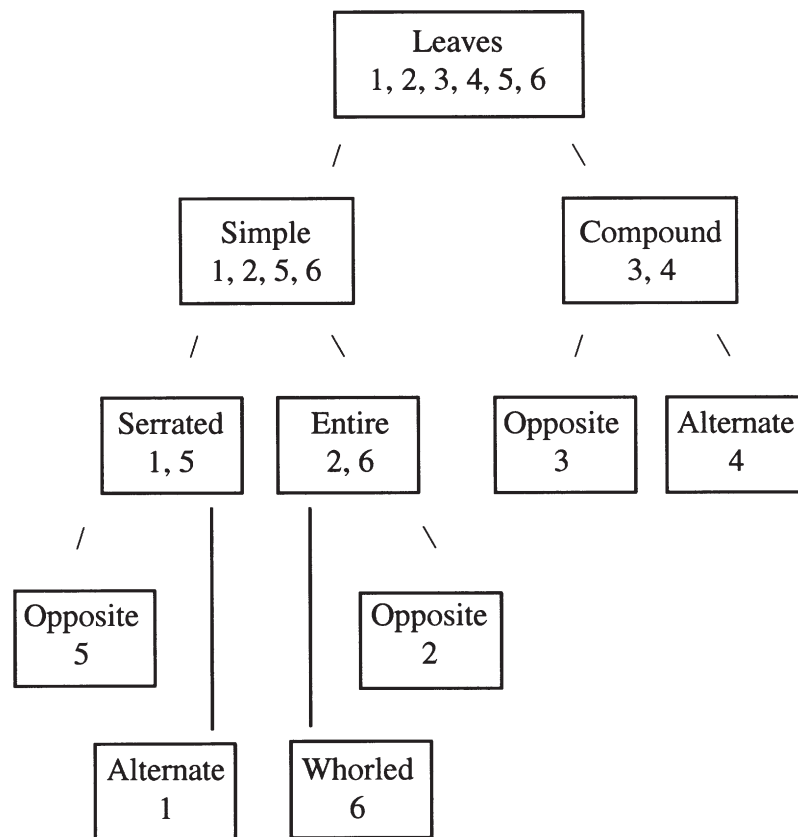 Leaves
1, 2, 3, 4, 5, 6
Simple
1, 2, 5, 6
Compound
3, 4
Serrated
1, 5
Entire
2, 6
Opposite
3
Alternate
4
Opposite
5
Opposite
2
Alternate
1
Whorled
6